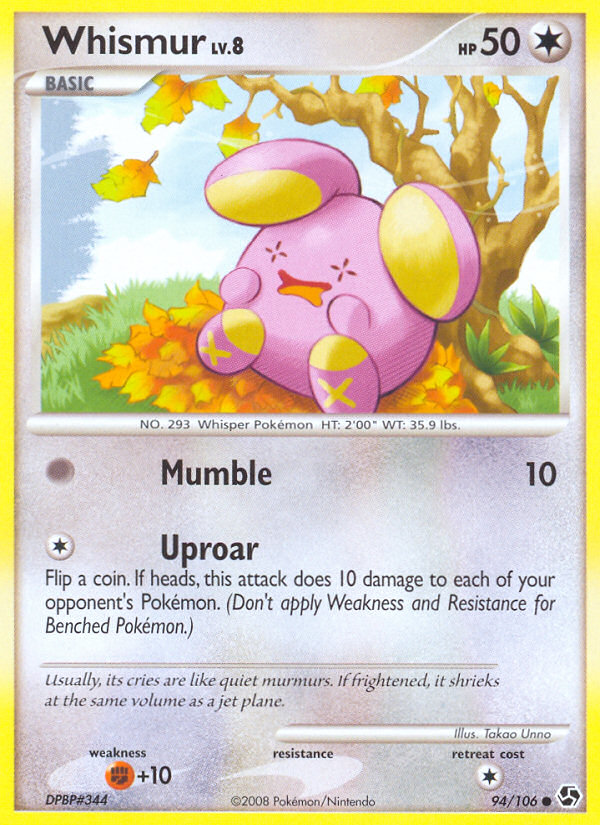 Whismur LV.8
HP 50
BASIC
NO. 293 Whisper Pokémon HT: 2'00" WT: 35.9 lbs.
Mumble 10
Uproar
Flip a coin. If heads, this attack does 10 damage to each of your
opponent's Pokémon. (Don't apply Weakness and Resistance for
Benched Pokémon.)
Usually, its cries are like quiet murmurs. If frightened, it shrieks
at the same volume as a jet plane.
Illus. Takao Unno
weakness resistance retreat cost
+10
DPBP#344 ©2008 Pokémon/Nintendo 94/106